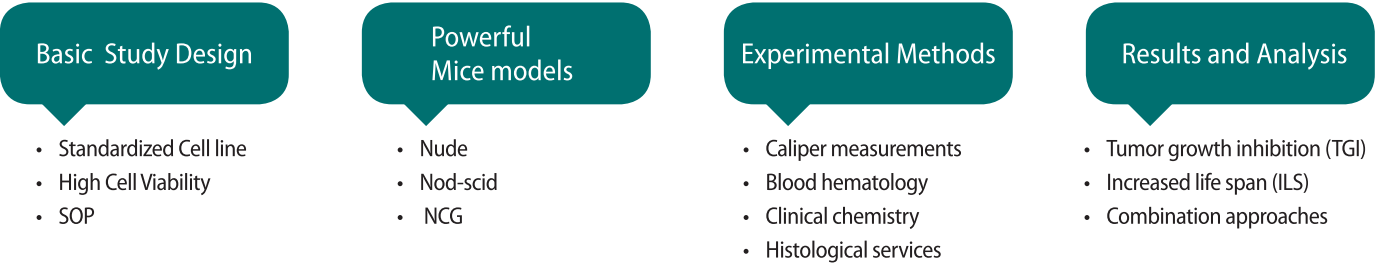 Basic Study Design
• Standardized Cell line
• High Cell Viability
• SOP
Powerful
Mice models
• Nude
• Nod-scid
• NCG
Experimental Methods
• Caliper measurements
• Blood hematology
• Clinical chemistry
• Histological services
Results and Analysis
• Tumor growth inhibition (TGI)
• Increased life span (ILS)
• Combination approaches